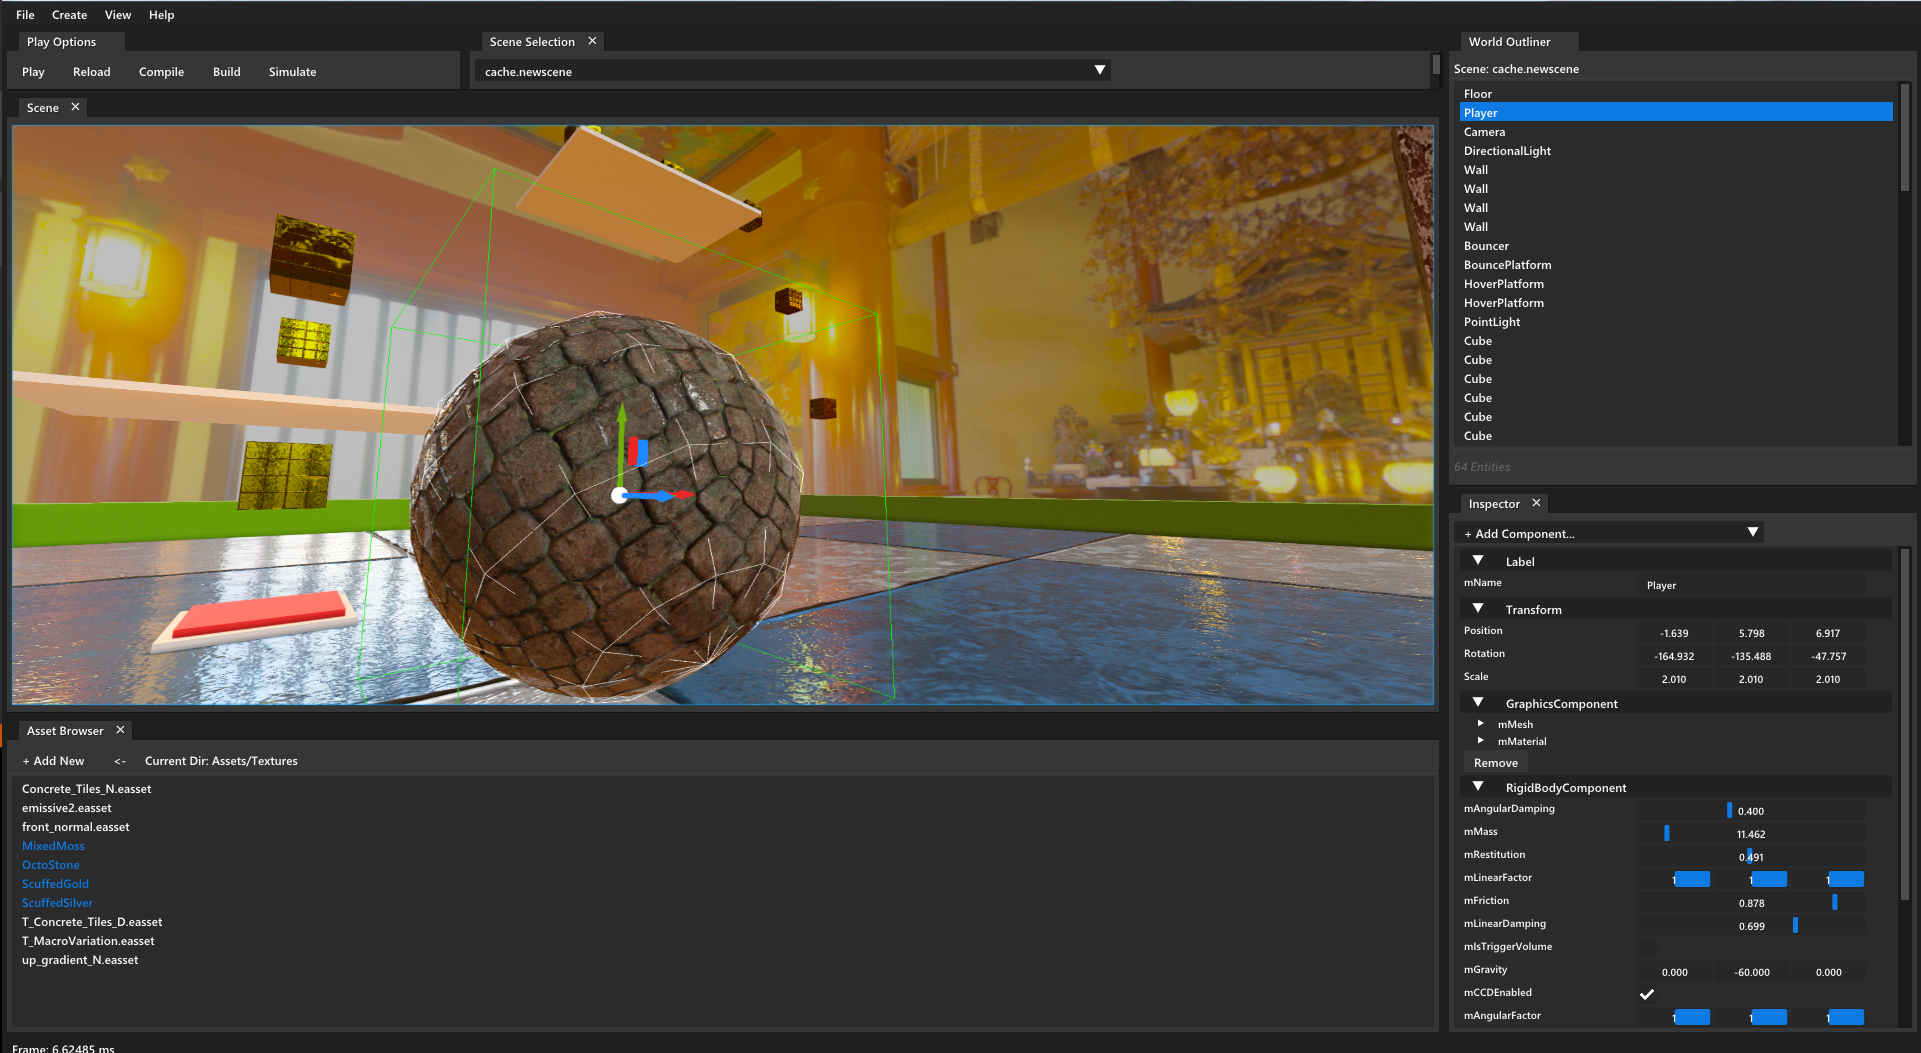 File Create View Help
Play Options
Play Reload Compile Build Simulate
Scene Selection
cache.newscene
Scene
World Outliner
Scene: cache.newscene
Floor
Player
Camera
DirectionalLight
Wall
Wall
Wall
Wall
Bouncer
BouncePlatform
HoverPlatform
HoverPlatform
PointLight
Cube
Cube
Cube
Cube
Cube
Cube
64 Entities
Inspector
+ Add Component...
Label
mName Player
Transform
Position -1.639 5.798 6.917
Rotation -164.932 -135.488 -47.757
Scale 2.010 2.010 2.010
GraphicsComponent
mMesh
mMaterial
Remove
RigidBodyComponent
mAngularDamping 0.400
mMass 11.462
mRestitution 0.491
mLinearFactor 1 1 1
mFriction 0.878
mLinearDamping 0.699
mIsTriggerVolume
mGravity 0.000 -60.000 0.000
mCCDEnabled
mAngularFactor 1 1 1
Asset Browser
+ Add New <- Current Dir: Assets/Textures
Concrete_Tiles_N.easset
emissive2.easset
front_normal.easset
MixedMoss
OctoStone
ScuffedGold
ScuffedSilver
T_Concrete_Tiles_D.easset
T_MacroVariation.easset
up_gradient_N.easset
Frame: 6.62485 ms